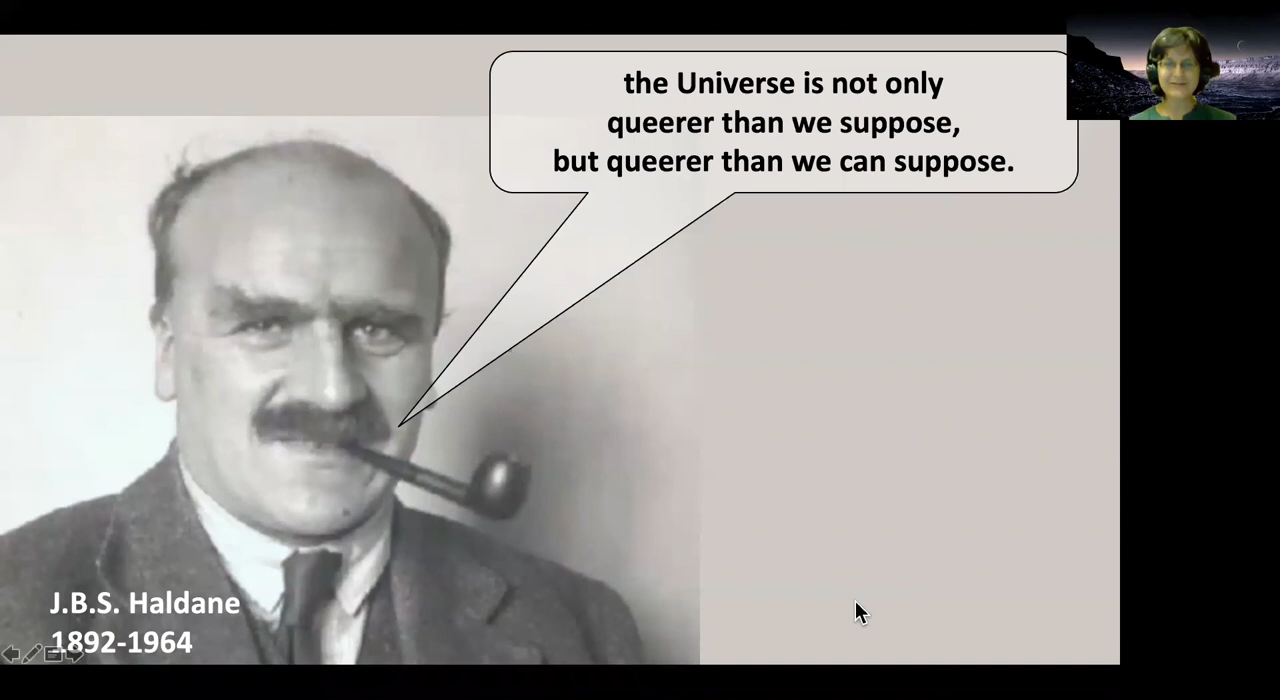 the Universe is not only
queerer than we suppose,
but queerer than we can suppose.
J.B.S. Haldane
1892-1964